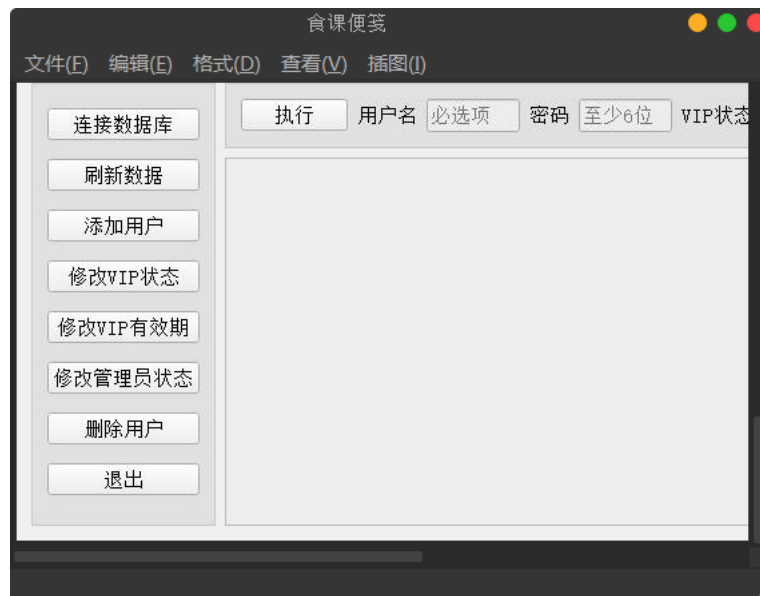 食课便笺
文件(F) 编辑(E) 格式(D) 查看(V) 插图(I)
连接数据库
刷新数据
添加用户
修改VIP状态
修改VIP有效期
修改管理员状态
删除用户
退出
执行 用户名 必选项 密码 至少6位 VIP状态